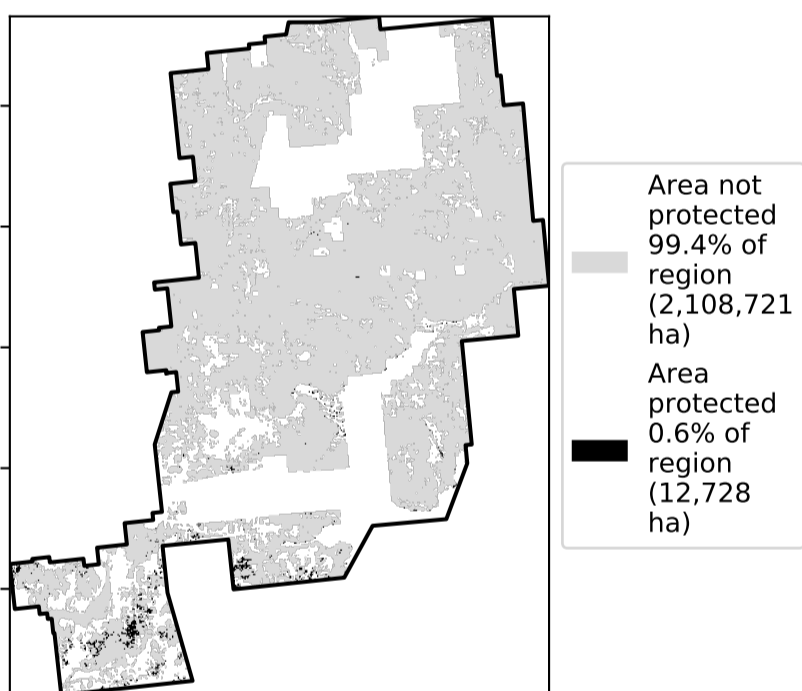 Area not
protected
99.4% of
region
(2,108,721
ha)
Area
protected
0.6% of
region
(12,728
ha)